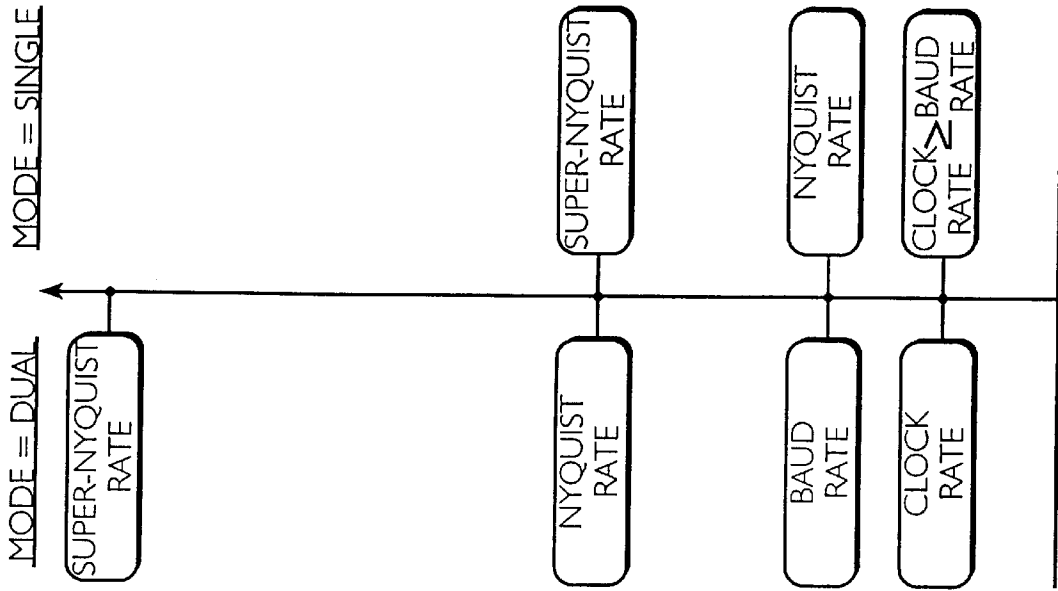 MODE = DUAL
SUPER-NYQUIST
RATE
NYQUIST
RATE
BAUD
RATE
CLOCK
RATE
MODE = SINGLE
SUPER-NYQUIST
RATE
NYQUIST
RATE
CLOCK ≥ BAUD
RATE RATE